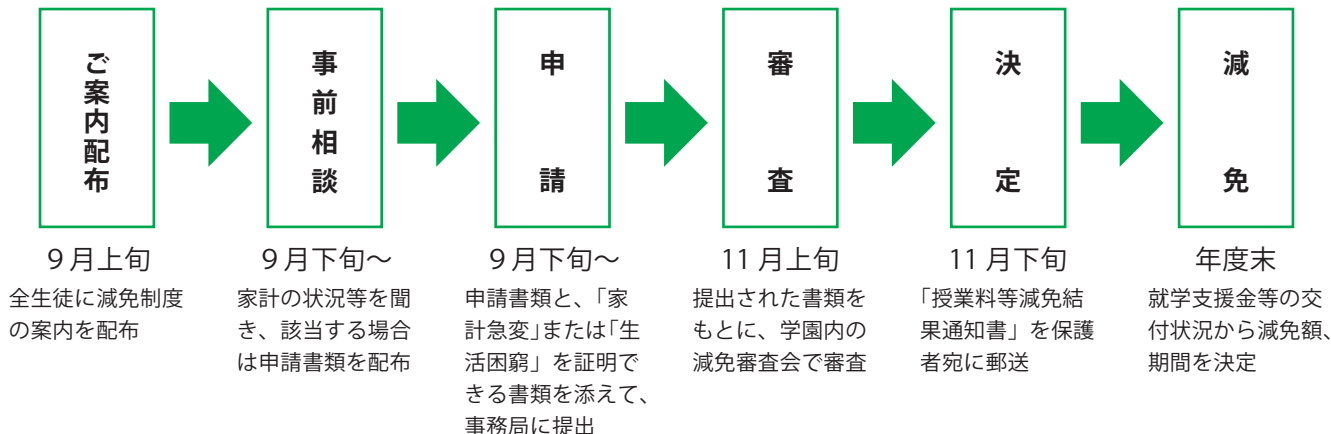 ご案内配布
事前相談
申請
審査
決定
減免
9月上旬
全生徒に減免制度
の案内を配布
9月下旬～
家計の状況等を聞
き、該当する場合
は申請書類を配布
9月下旬～
申請書類と、「家
計急変」または「生
活困窮」を証明で
きる書類を添えて、
事務局に提出
11月上旬
提出された書類を
もとに、学園内の
減免審査会で審査
11月下旬
「授業料等減免結
果通知書」を保護
者宛に郵送
年度末
就学支援金等の交
付状況から減免額、
期間を決定